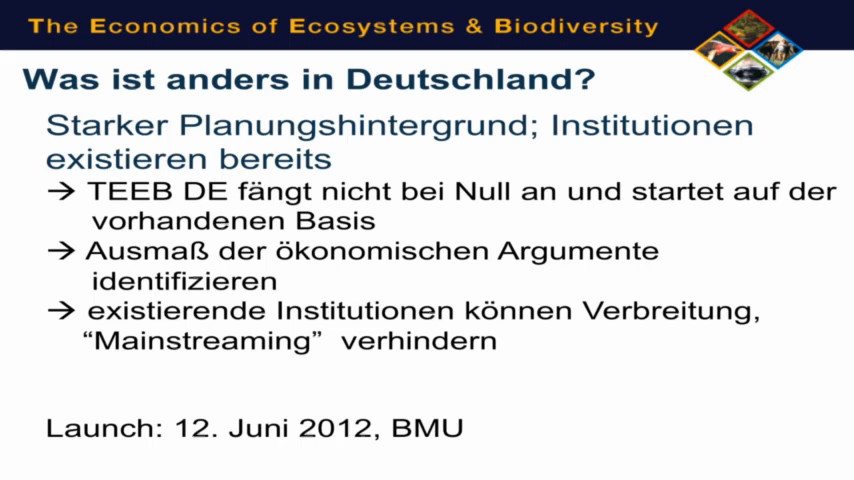 The Economics of Ecosystems & Biodiversity
Was ist anders in Deutschland?
Starker Planungshintergrund; Institutionen
existieren bereits
→ TEEB DE fängt nicht bei Null an und startet auf der
vorhandenen Basis
→ Ausmaß der ökonomischen Argumente
identifizieren
→ existierende Institutionen können Verbreitung,
“Mainstreaming” verhindern
Launch: 12. Juni 2012, BMU